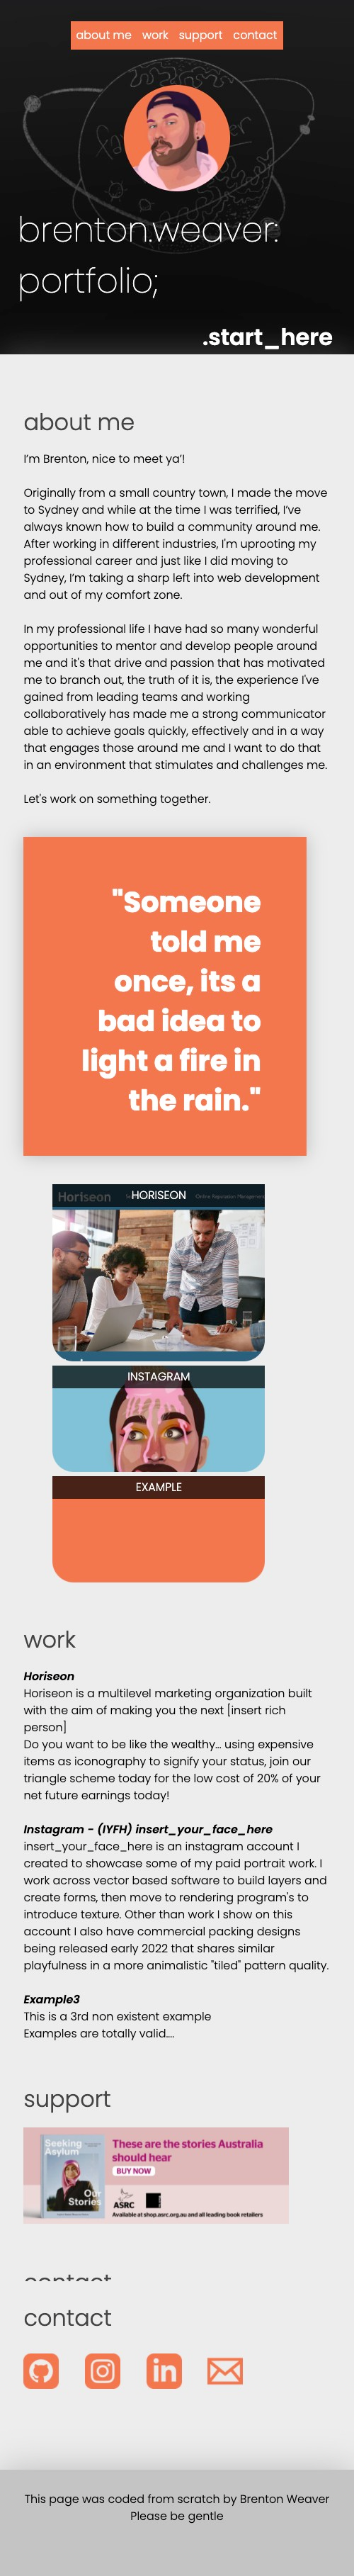 about me work support contact
brenton.weaver:
portfolio;
.start_here
about me
I'm Brenton, nice to meet ya'!
Originally from a small country town, I made the move
to Sydney and while at the time I was terrified, I've
always known how to build a community around me.
After working in different industries, I'm uprooting my
professional career and just like I did moving to
Sydney, I'm taking a sharp left into web development
and out of my comfort zone.
In my professional life I have had so many wonderful
opportunities to mentor and develop people around
me and it's that drive and passion that has motivated
me to branch out, the truth of it is, the experience I've
gained from leading teams and working
collaboratively has made me a strong communicator
able to achieve goals quickly, effectively and in a way
that engages those around me and I want to do that
in an environment that stimulates and challenges me.
Let's work on something together.
"Someone
told me
once, its a
bad idea to
light a fire in
the rain."
Horiseon HORISEON Online Reputation Management
INSTAGRAM
EXAMPLE
work
Horiseon
Horiseon is a multilevel marketing organization built
with the aim of making you the next [insert rich
person]
Do you want to be like the wealthy... using expensive
items as iconography to signify your status, join our
triangle scheme today for the low cost of 20% of your
net future earnings today!
Instagram - (IYFH) insert_your_face_here
insert_your_face_here is an instagram account I
created to showcase some of my paid portrait work. I
work across vector based software to build layers and
create forms, then move to rendering program's to
introduce texture. Other than work I show on this
account I also have commercial packing designs
being released early 2022 that shares similar
playfulness in a more animalistic "tiled" pattern quality.
Example3
This is a 3rd non existent example
Examples are totally valid....
support
Seeking
Asylum
Our
Stories
These are the stories Australia
should hear
BUY NOW
ASRC
Available at shop.asrc.org.au and all leading book retailers
contact
contact
in
This page was coded from scratch by Brenton Weaver
Please be gentle